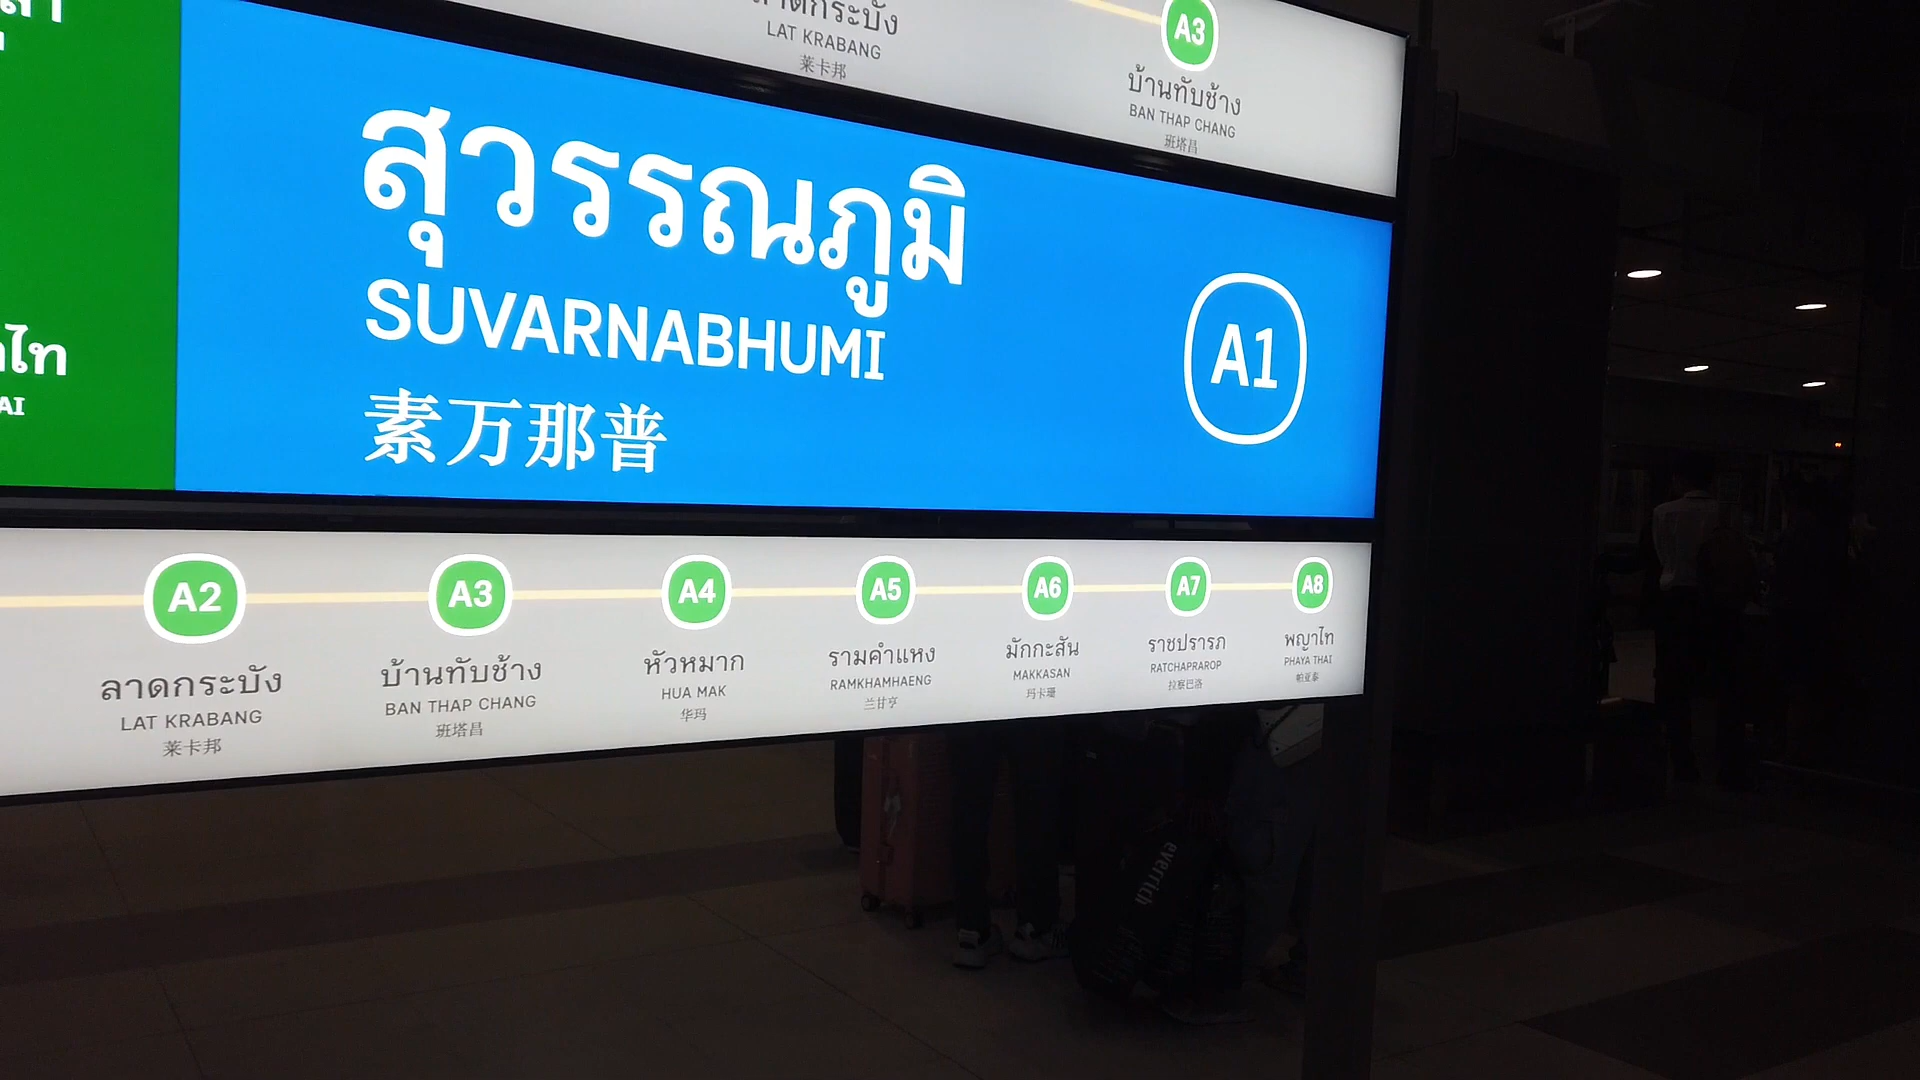 ลาดกระบัง
LAT KRABANG
莱卡邦
A3
บ้านทับช้าง
BAN THAP CHANG
班塔昌
สุวรรณภูมิ
SUVARNABHUMI
素万那普
A1
A2
ลาดกระบัง
LAT KRABANG
莱卡邦
A3
บ้านทับช้าง
BAN THAP CHANG
班塔昌
A4
หัวหมาก
HUA MAK
华玛
A5
รามคำแหง
RAMKHAMHAENG
兰甘亨
A6
มักกะสัน
MAKKASAN
玛卡珊
A7
ราชปรารภ
RATCHAPRAROP
拉察巴洛
A8
พญาไท
PHAYA THAI
帕亚泰
everrich